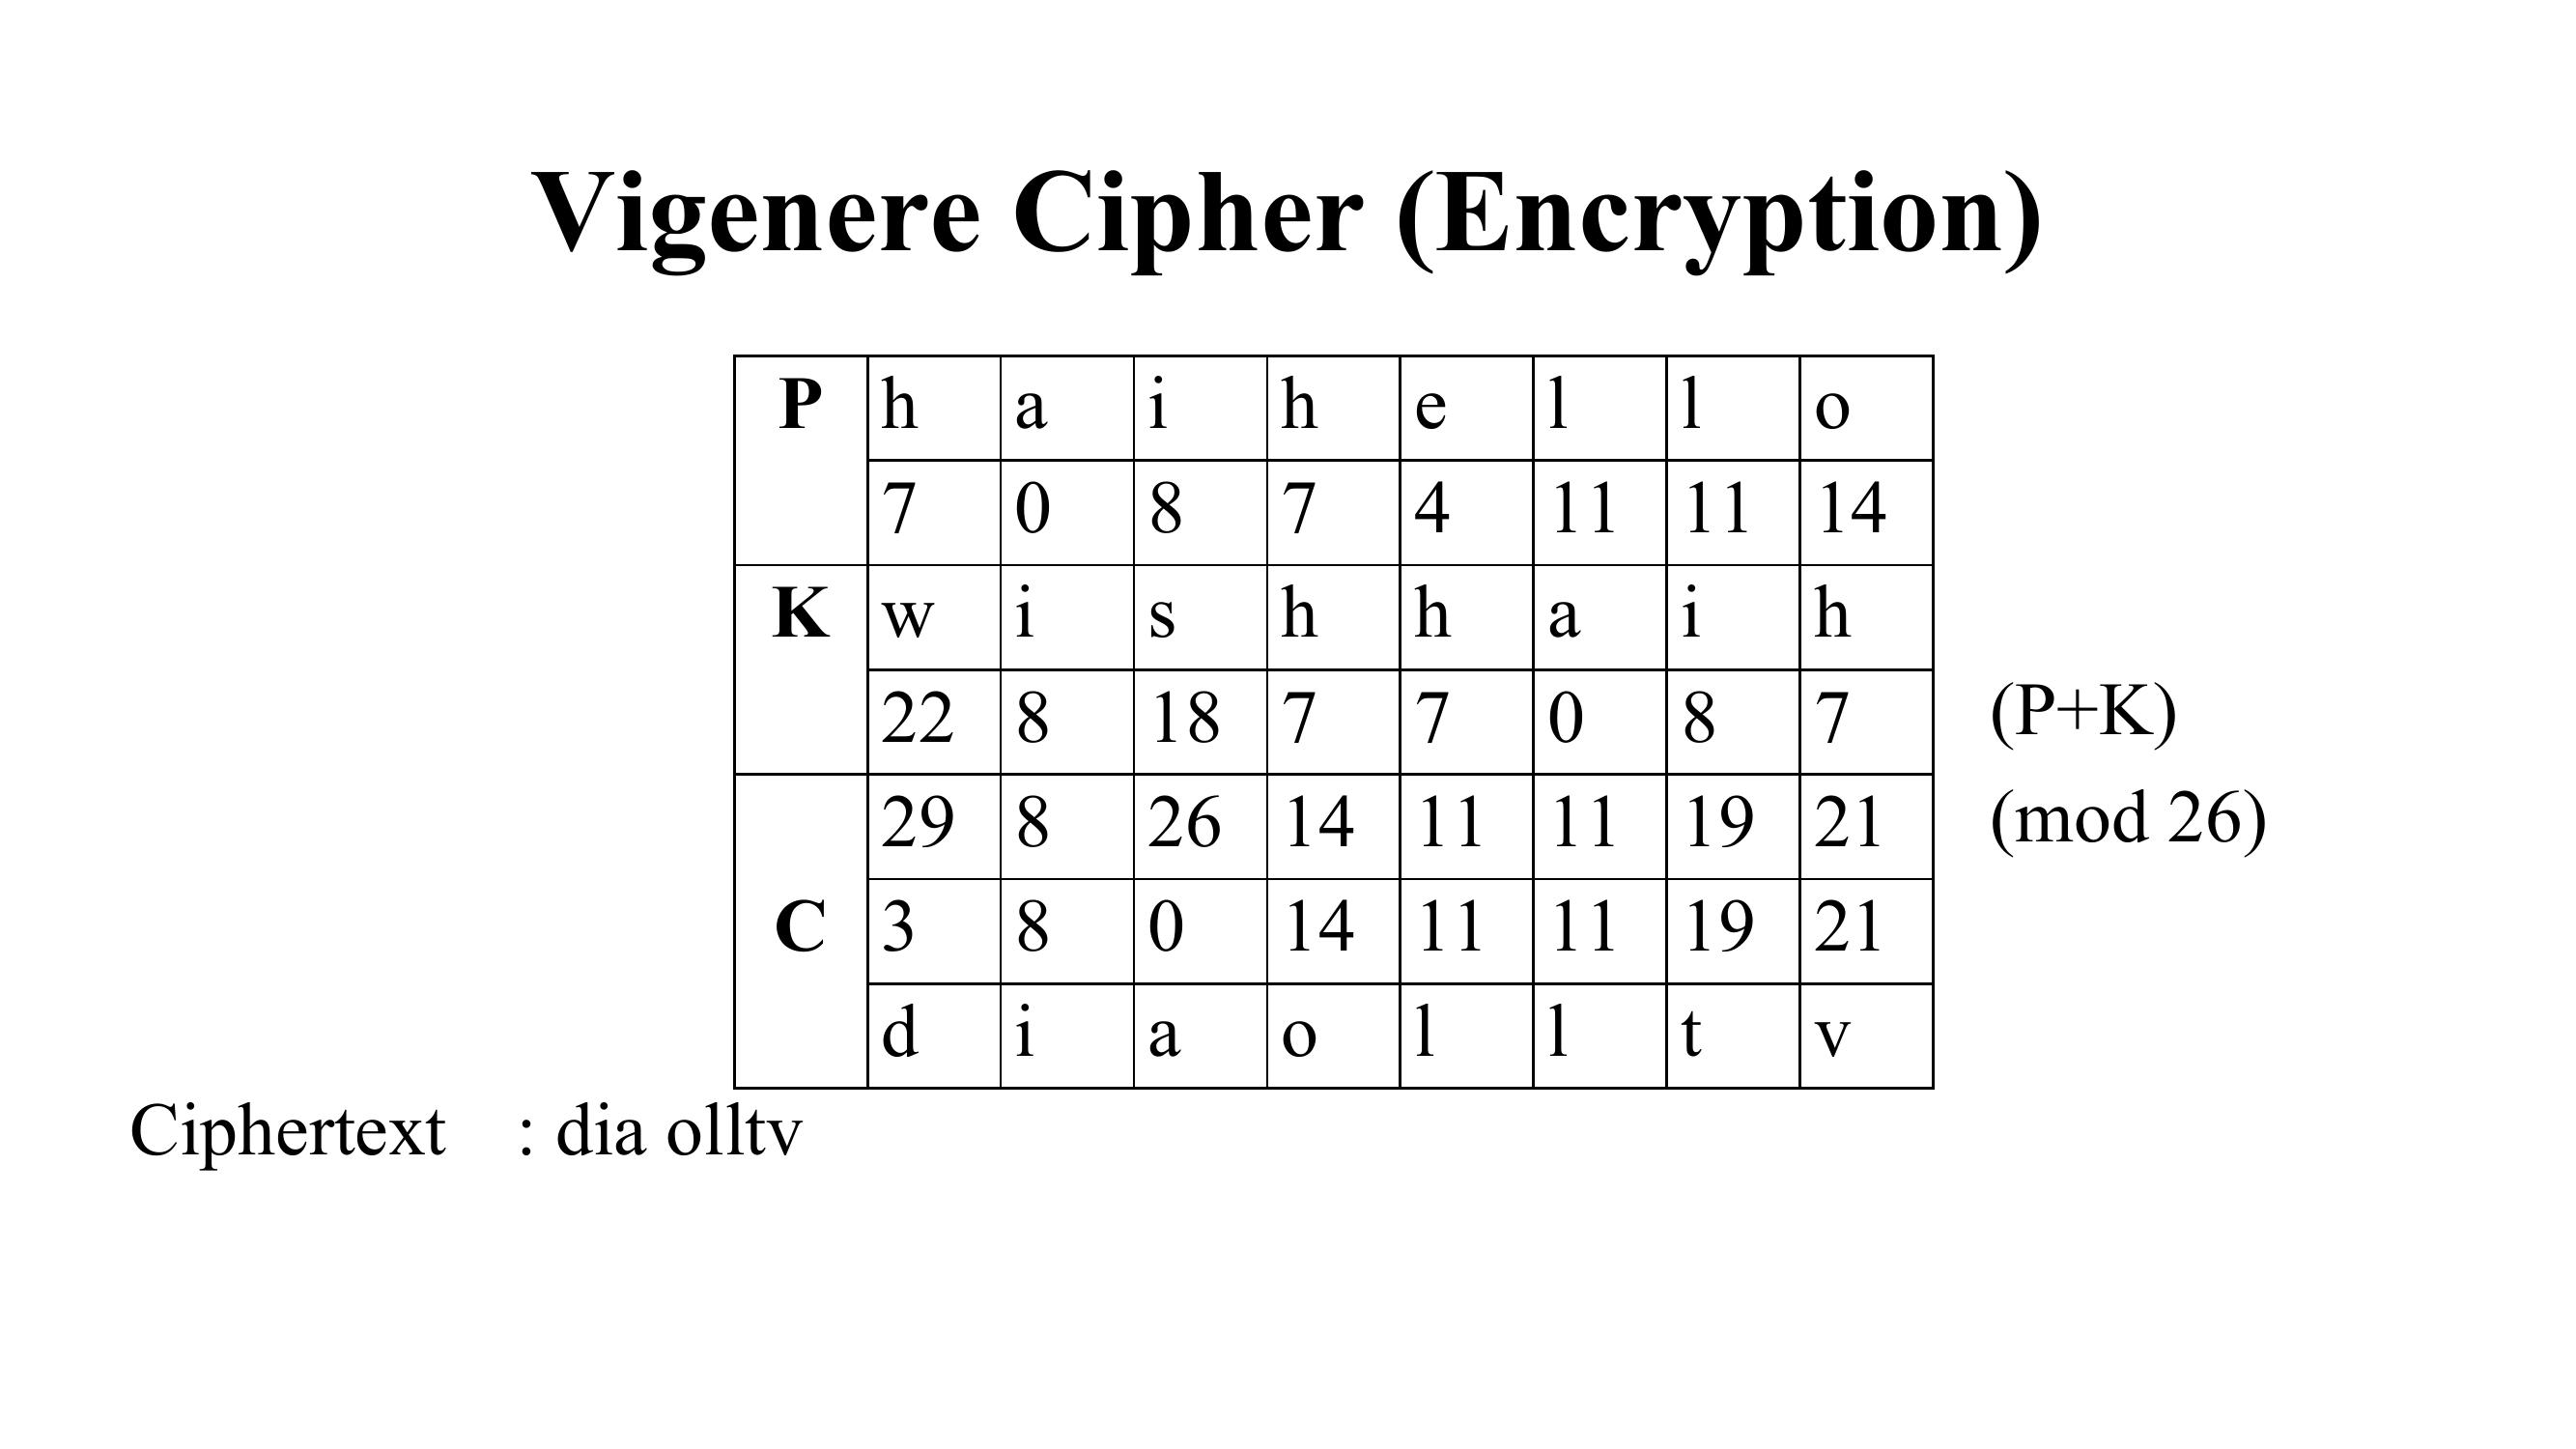 Vigenere Cipher (Encryption)
P h a i h e l l o
7 0 8 7 4 11 11 14
K w i s h h a i h
22 8 18 7 7 0 8 7 (P+K)
29 8 26 14 11 11 19 21 (mod 26)
C 3 8 0 14 11 11 19 21
d i a o l l t v
Ciphertext : dia olltv